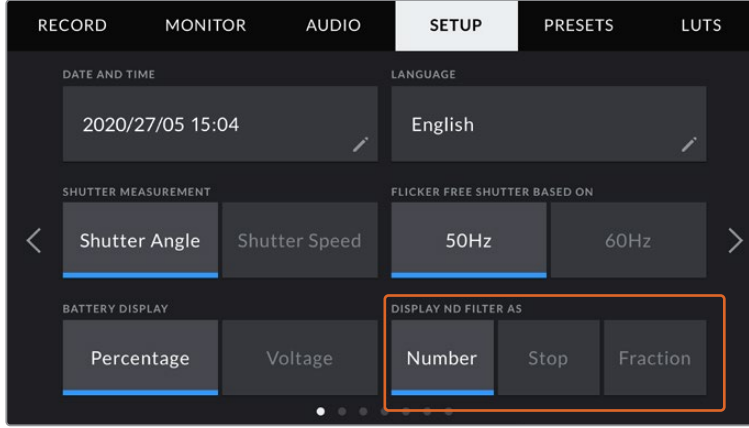 RECORD MONITOR AUDIO SETUP PRESETS LUTS
DATE AND TIME LANGUAGE
2020/27/05 15:04 English
SHUTTER MEASUREMENT FLICKER FREE SHUTTER BASED ON
Shutter Angle Shutter Speed 50Hz 60Hz
BATTERY DISPLAY DISPLAY ND FILTER AS
Percentage Voltage Number Stop Fraction